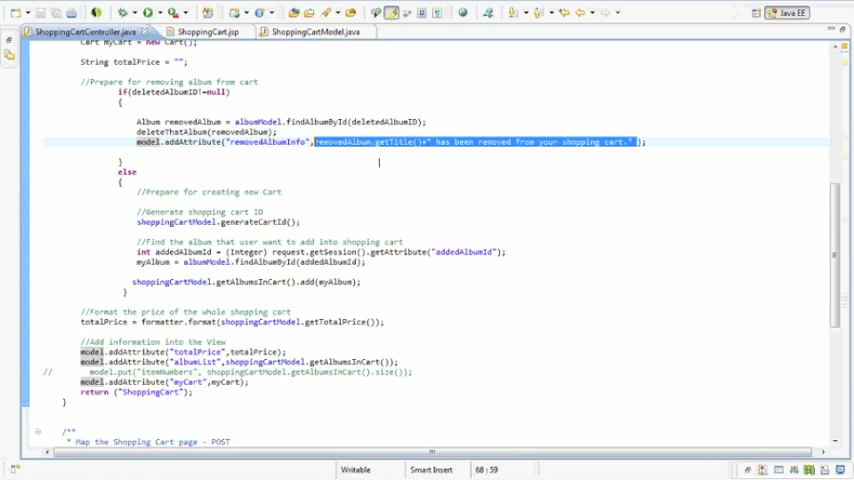 Java EE
ShoppingCartController.java
ShoppingCart.jsp
ShoppingCartModel.java
Cart myCart = new Cart();
String totalPrice = "";
//Prepare for removing album from cart
if(deletedAlbumID!=null)
{
Album removedAlbum = albumModel.findAlbumById(deletedAlbumID);
deleteThatAlbum(removedAlbum);
model.addAttribute("removedAlbumInfo",removedAlbum.getTitle()+" has been removed from your shopping cart." );
}
else
{
//Prepare for creating new Cart
//Generate shopping cart ID
shoppingCartModel.generateCartId();
//Find the album that user want to add into shopping cart
int addedAlbumId = (Integer) request.getSession().getAttribute("addedAlbumId");
myAlbum = albumModel.findAlbumById(addedAlbumId);
shoppingCartModel.getAlbumsInCart().add(myAlbum);
}
//Format the price of the whole shopping cart
totalPrice = formatter.format(shoppingCartModel.getTotalPrice());
//Add information into the View
model.addAttribute("totalPrice",totalPrice);
model.addAttribute("albumList",shoppingCartModel.getAlbumsInCart());
// model.put("itemNumbers", shoppingCartModel.getAlbumsInCart().size());
model.addAttribute("myCart",myCart);
return ("ShoppingCart");
}
/**
* Map the Shopping Cart page - POST
Writable
Smart Insert
68 : 59